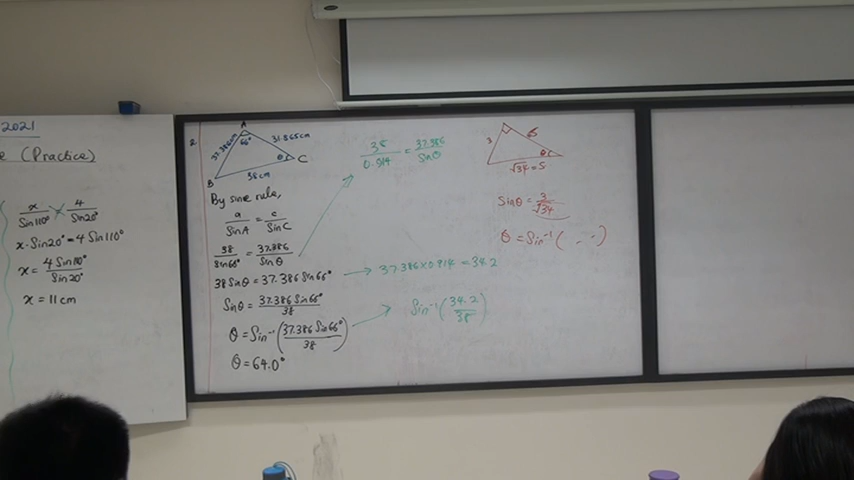 2021
e (Practice)
x/Sin110° 4/Sin20°
x·Sin20° = 4 Sin110°
x = 4 Sin110°/Sin20°
x = 11 cm
2.
A
37.386cm 66° 31.865cm
θ C
B 38cm
By sine rule,
a/SinA = c/SinC
38/sin66° = 37.386/Sinθ
38 Sinθ = 37.386 Sin66°
Sinθ = 37.386 Sin66°/38
θ = Sin⁻¹(37.386 Sin66°/38)
θ = 64.0°
38/0.914 = 37.386/Sinθ
37.386×0.914 = 34.2
Sin⁻¹(34.2/38)
3
θ
√34 = 5
Sinθ = 3/√34
θ = Sin⁻¹( . . . )